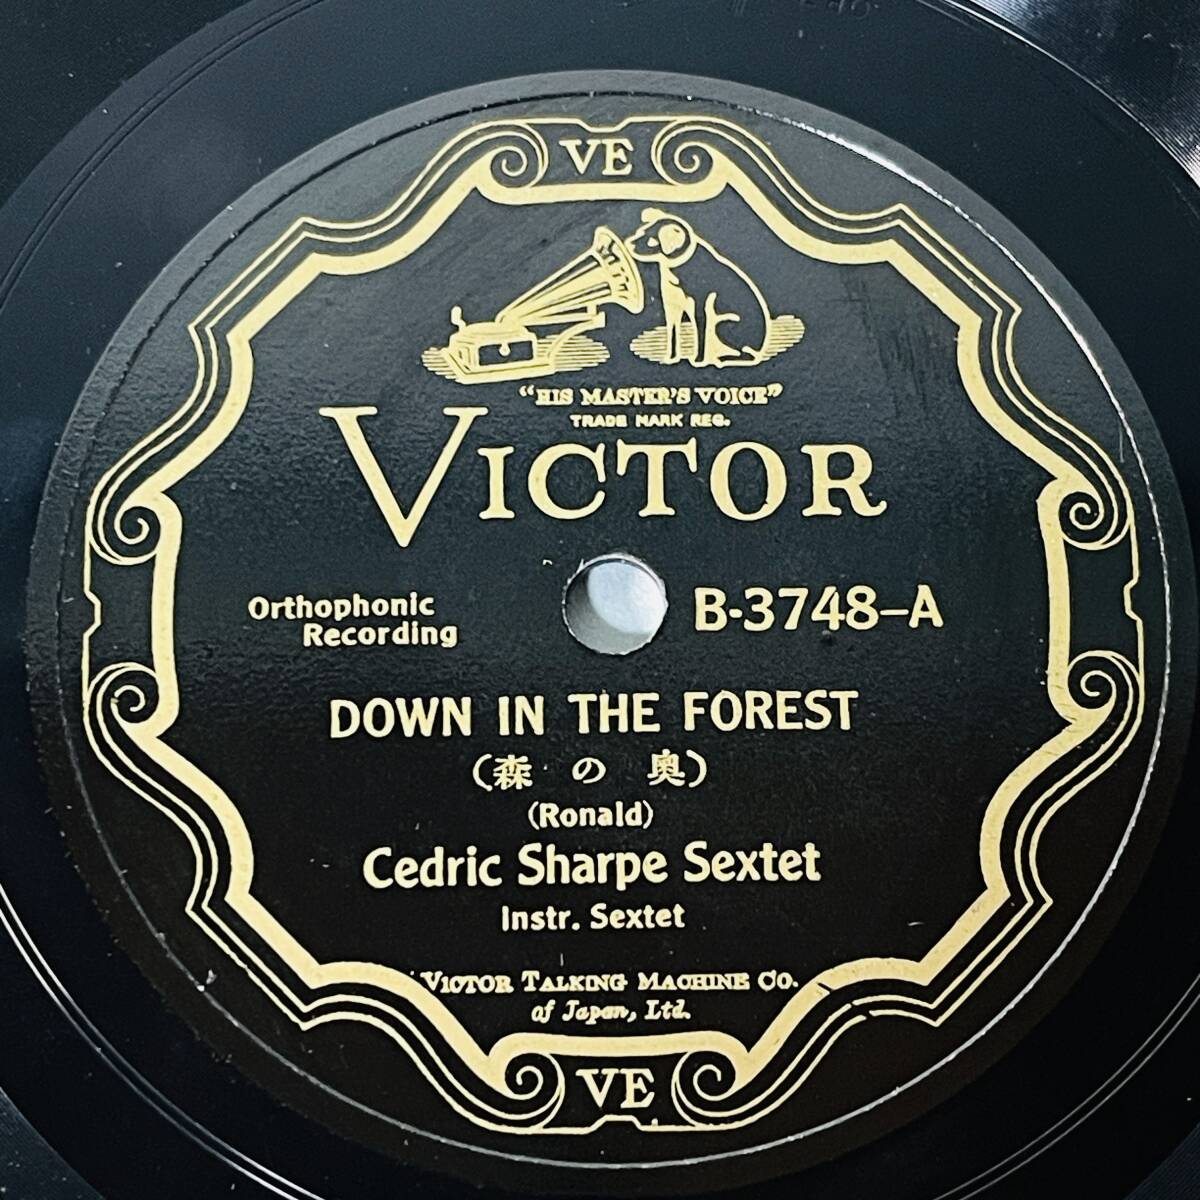 VE
"HIS MASTER'S VOICE"
TRADE MARK REG.
VICTOR
Orthophonic
Recording
B-3748-A
DOWN IN THE FOREST
(森の奥)
(Ronald)
Cedric Sharpe Sextet
Instr. Sextet
VICTOR TALKING MACHINE CO.
of Japan, Ltd.
VE